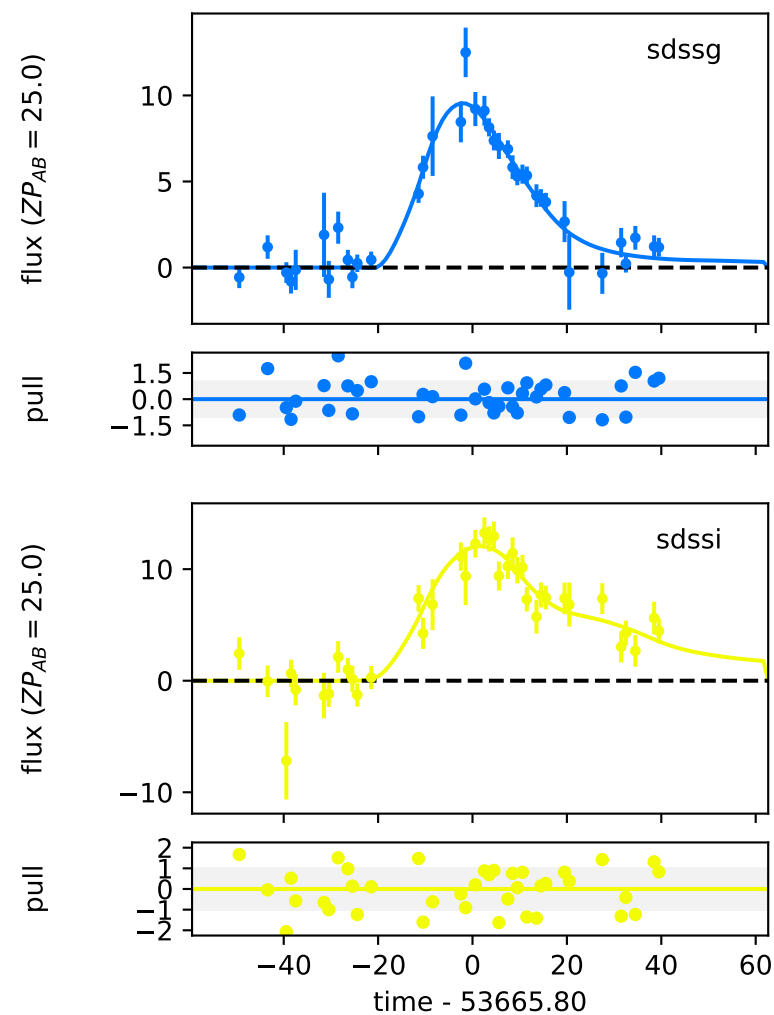 sdssg
flux (ZP_AB = 25.0)
10
5
0
pull
1.5
0.0
−1.5
sdssi
flux (ZP_AB = 25.0)
10
0
−10
pull
2
1
0
−1
−2
−40 −20 0 20 40 60
time - 53665.80